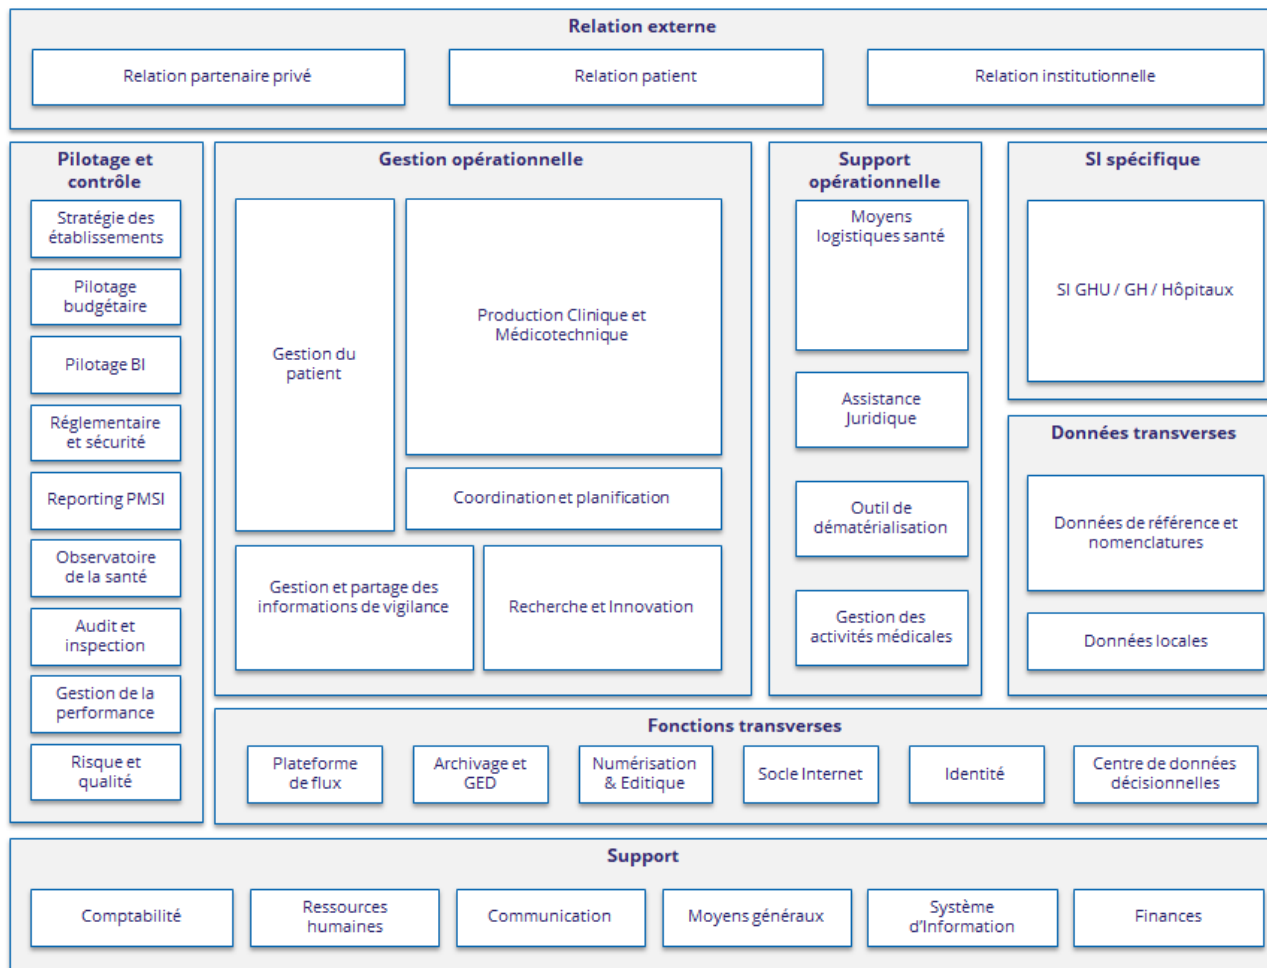 Relation externe
Relation partenaire privé
Relation patient
Relation institutionnelle
Pilotage et
contrôle
Stratégie des
établissements
Pilotage
budgétaire
Pilotage BI
Réglementaire
et sécurité
Reporting PMSI
Observatoire
de la santé
Audit et
inspection
Gestion de la
performance
Risque et
qualité
Gestion opérationnelle
Gestion du
patient
Production Clinique et
Médicotechnique
Coordination et planification
Gestion et partage des
informations de vigilance
Recherche et Innovation
Support
opérationnelle
Moyens
logistiques santé
Assistance
Juridique
Outil de
dématérialisation
Gestion des
activités médicales
SI spécifique
SI GHU / GH / Hôpitaux
Données transverses
Données de référence et
nomenclatures
Données locales
Fonctions transverses
Plateforme
de flux
Archivage et
GED
Numérisation
& Editique
Socle Internet
Identité
Centre de données
décisionnelles
Support
Comptabilité
Ressources
humaines
Communication
Moyens généraux
Système
d'Information
Finances